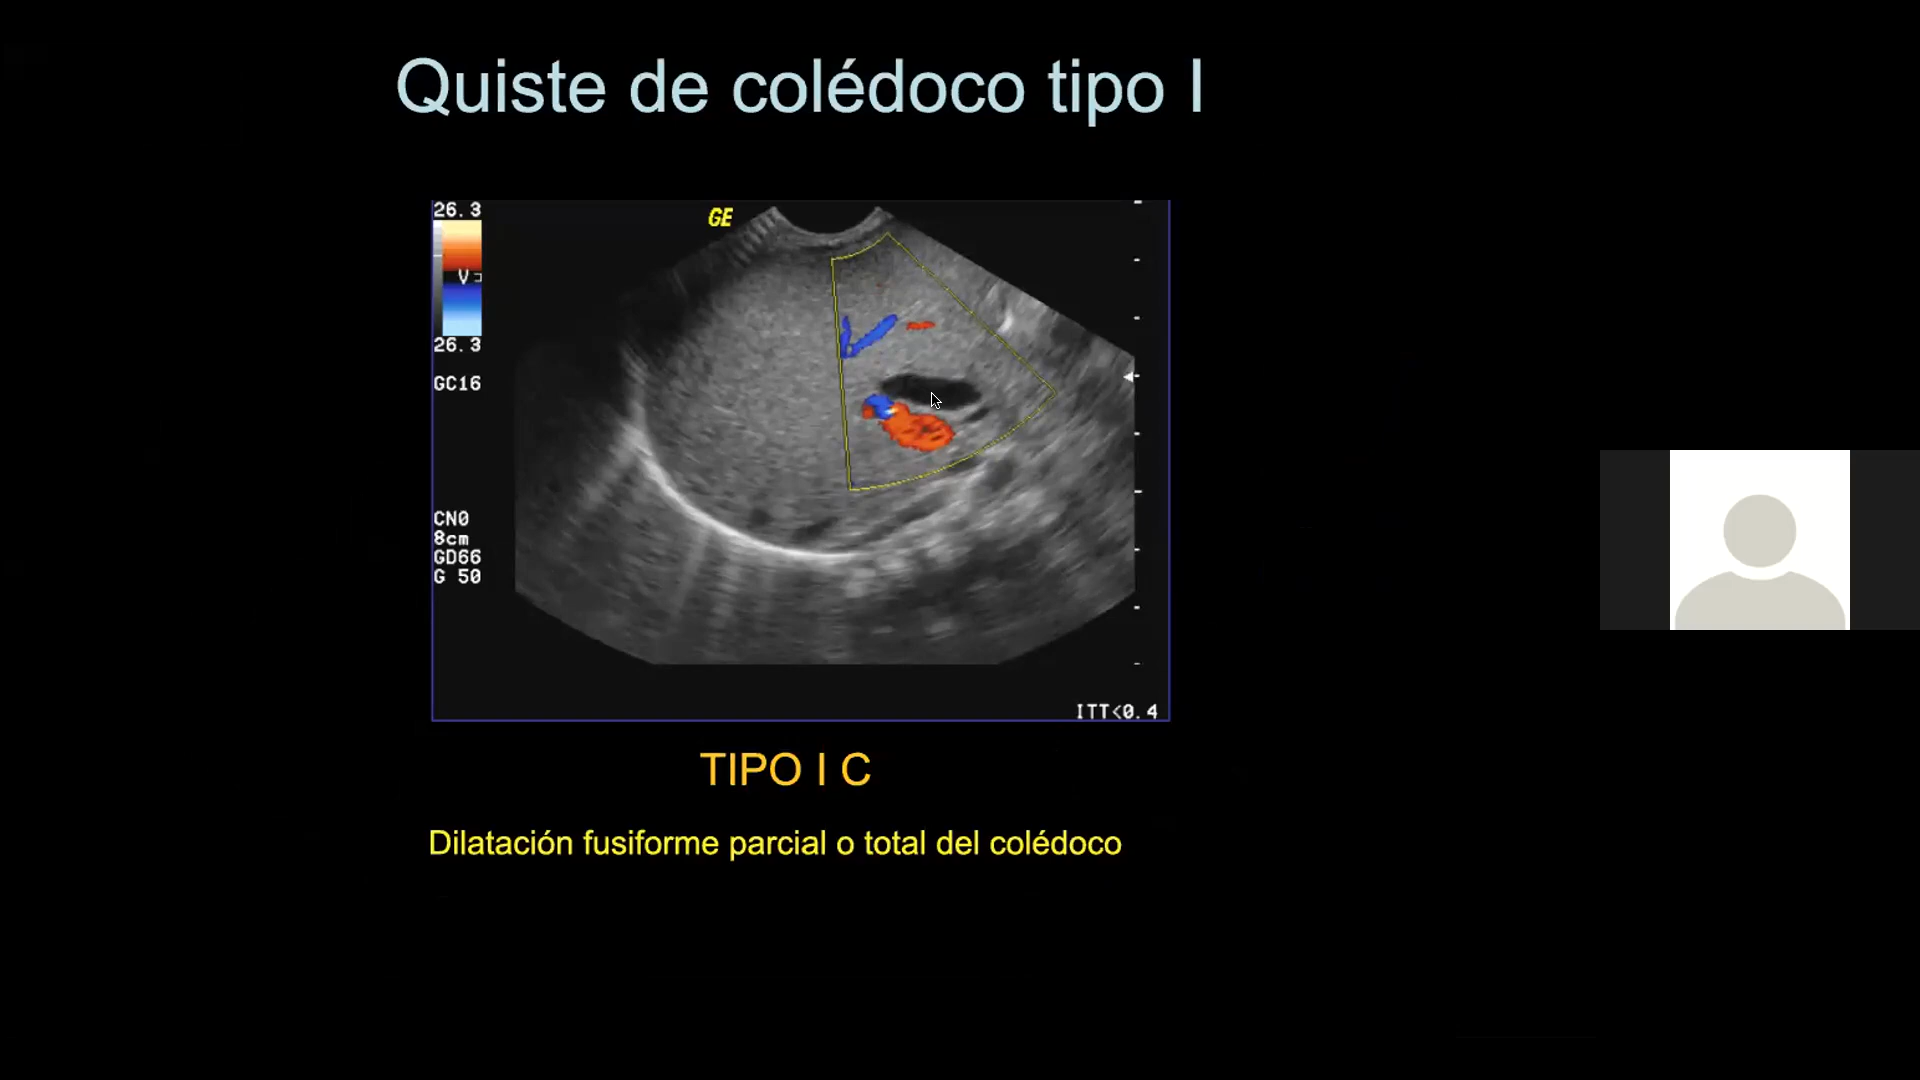 Quiste de colédoco tipo I
26.3
GE
V
26.3
GC16
CN0
8cm
GD66
G 50
ITT<0.4
TIPO I C
Dilatación fusiforme parcial o total del colédoco